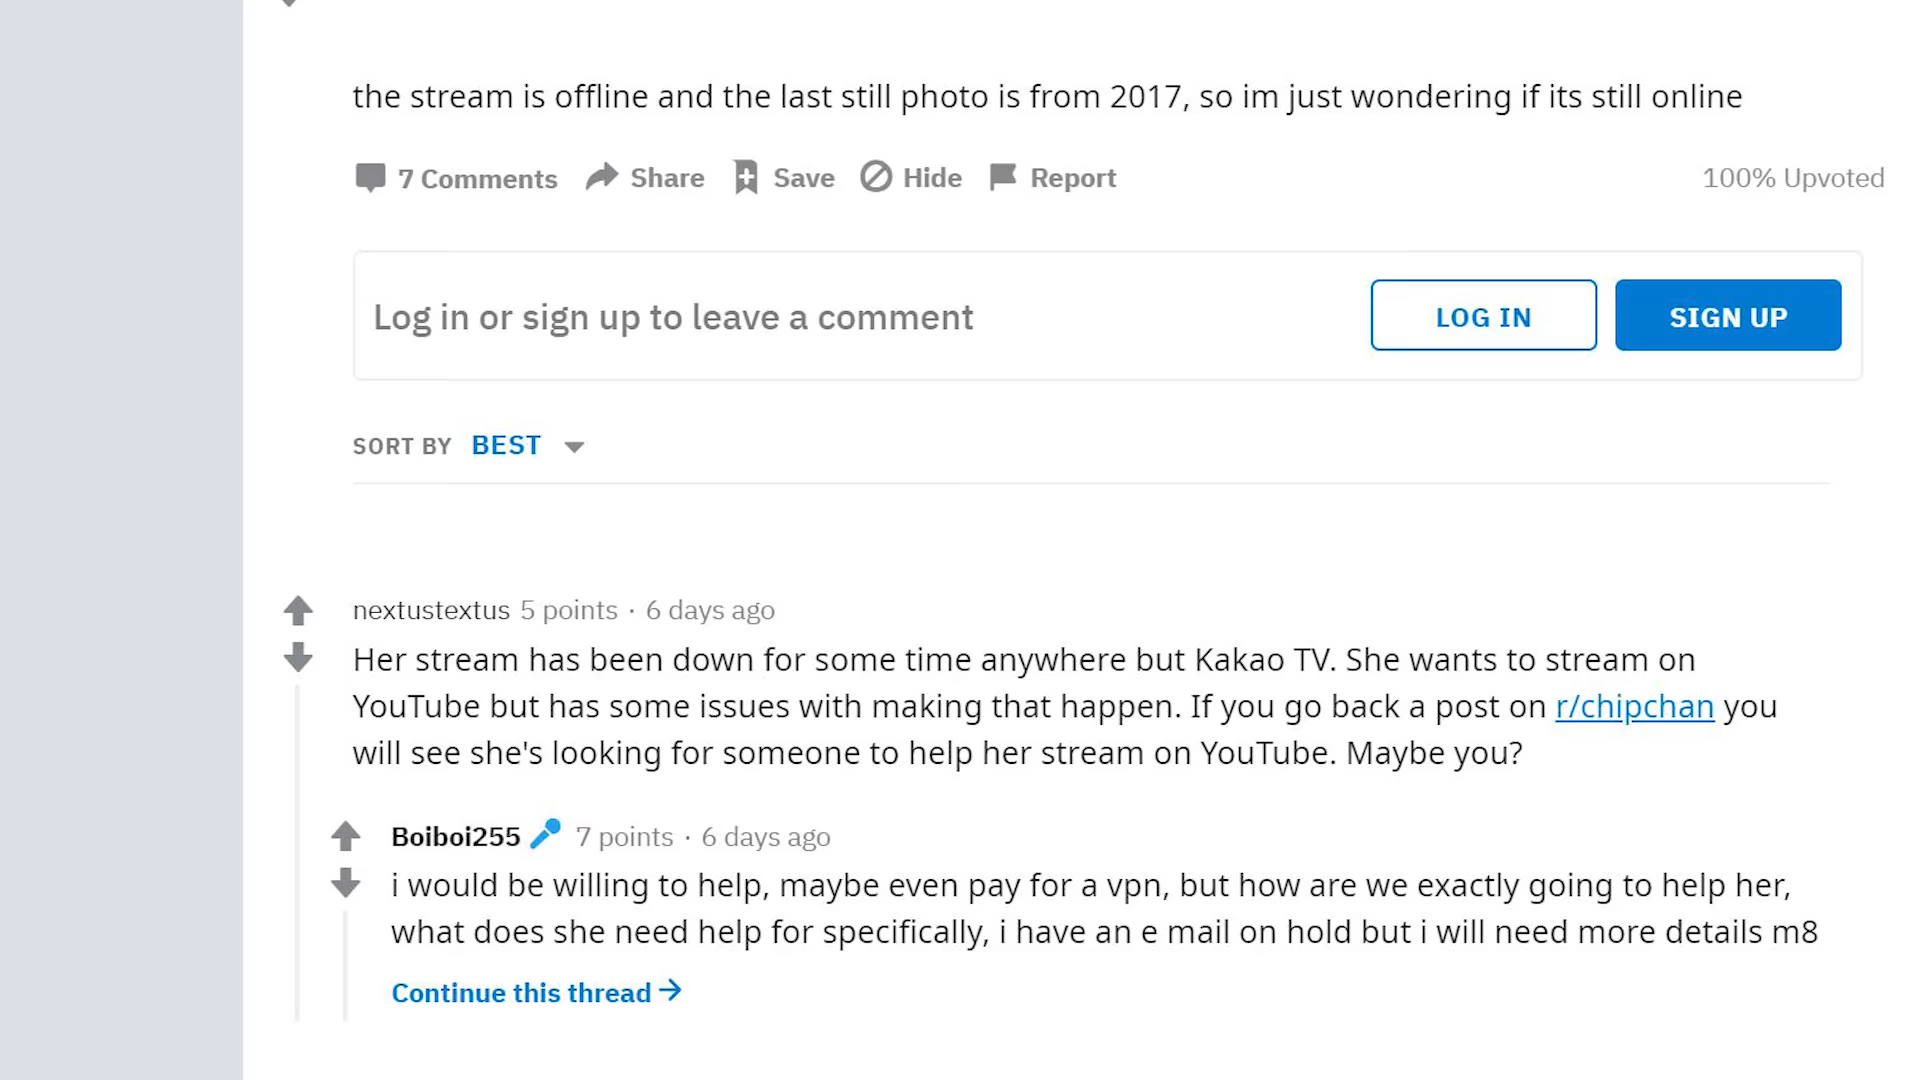 the stream is offline and the last still photo is from 2017, so im just wondering if its still online
7 Comments Share Save Hide Report 100% Upvoted
Log in or sign up to leave a comment LOG IN SIGN UP
SORT BY BEST
nextustextus 5 points · 6 days ago
Her stream has been down for some time anywhere but Kakao TV. She wants to stream on
YouTube but has some issues with making that happen. If you go back a post on r/chipchan you
will see she's looking for someone to help her stream on YouTube. Maybe you?
Boiboi255 7 points · 6 days ago
i would be willing to help, maybe even pay for a vpn, but how are we exactly going to help her,
what does she need help for specifically, i have an e mail on hold but i will need more details m8
Continue this thread